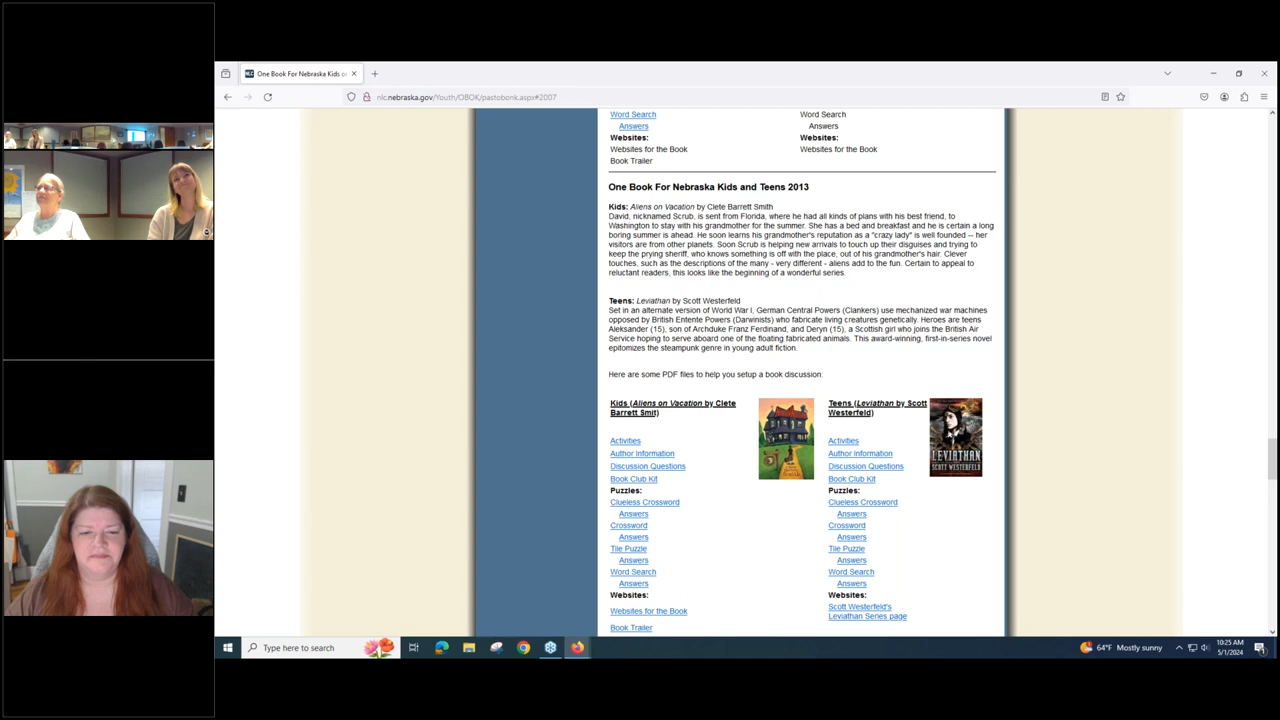 One Book For Nebraska Kids o
nlc.nebraska.gov/Youth/OBOK/pastobonk.aspx#2007
Word Search
Answers
Websites:
Websites for the Book
Book Trailer
Word Search
Answers
Websites:
Websites for the Book
One Book For Nebraska Kids and Teens 2013
Kids: Aliens on Vacation by Clete Barrett Smith
David, nicknamed Scrub, is sent from Florida, where he had all kinds of plans with his best friend, to
Washington to stay with his grandmother for the summer. She has a bed and breakfast and he is certain a long
boring summer is ahead. He soon learns his grandmother's reputation as a "crazy lady" is well founded -- her
visitors are from other planets. Soon Scrub is helping new arrivals to touch up their disguises and trying to
keep the prying sheriff, who knows something is off with the place, out of his grandmother's hair. Clever
touches, such as the descriptions of the many - very different - aliens add to the fun. Certain to appeal to
reluctant readers, this looks like the beginning of a wonderful series.
Teens: Leviathan by Scott Westerfeld
Set in an alternate version of World War I, German Central Powers (Clankers) use mechanized war machines
opposed by British Entente Powers (Darwinists) who fabricate living creatures genetically. Heroes are teens
Aleksander (15), son of Archduke Franz Ferdinand, and Deryn (15), a Scottish girl who joins the British Air
Service hoping to serve aboard one of the floating fabricated animals. This award-winning, first-in-series novel
epitomizes the steampunk genre in young adult fiction.
Here are some PDF files to help you setup a book discussion:
Kids (Aliens on Vacation by Clete
Barrett Smit)
Activities
Author Information
Discussion Questions
Book Club Kit
Puzzles:
Clueless Crossword
Answers
Crossword
Answers
Tile Puzzle
Answers
Word Search
Answers
Websites:
Websites for the Book
Book Trailer
Teens (Leviathan by Scott
Westerfeld)
Activities
Author Information
Discussion Questions
Book Club Kit
Puzzles:
Clueless Crossword
Answers
Crossword
Answers
Tile Puzzle
Answers
Word Search
Answers
Websites:
Scott Westerfeld's
Leviathan Series page
LEVIATHAN
SCOTT WESTERFELD
Type here to search
64°F Mostly sunny
10:25 AM
5/1/2024